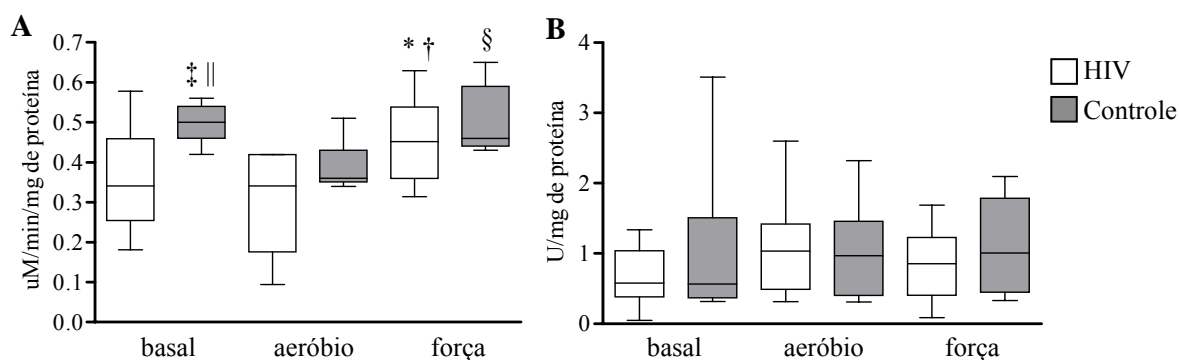 A
uM/min/mg de proteína
0.7
0.6
0.5
0.4
0.3
0.2
0.1
0.0
‡ ||
* †
§
basal aeróbio força
B
U/mg de proteína
4
3
2
1
0
basal aeróbio força
HIV
Controle